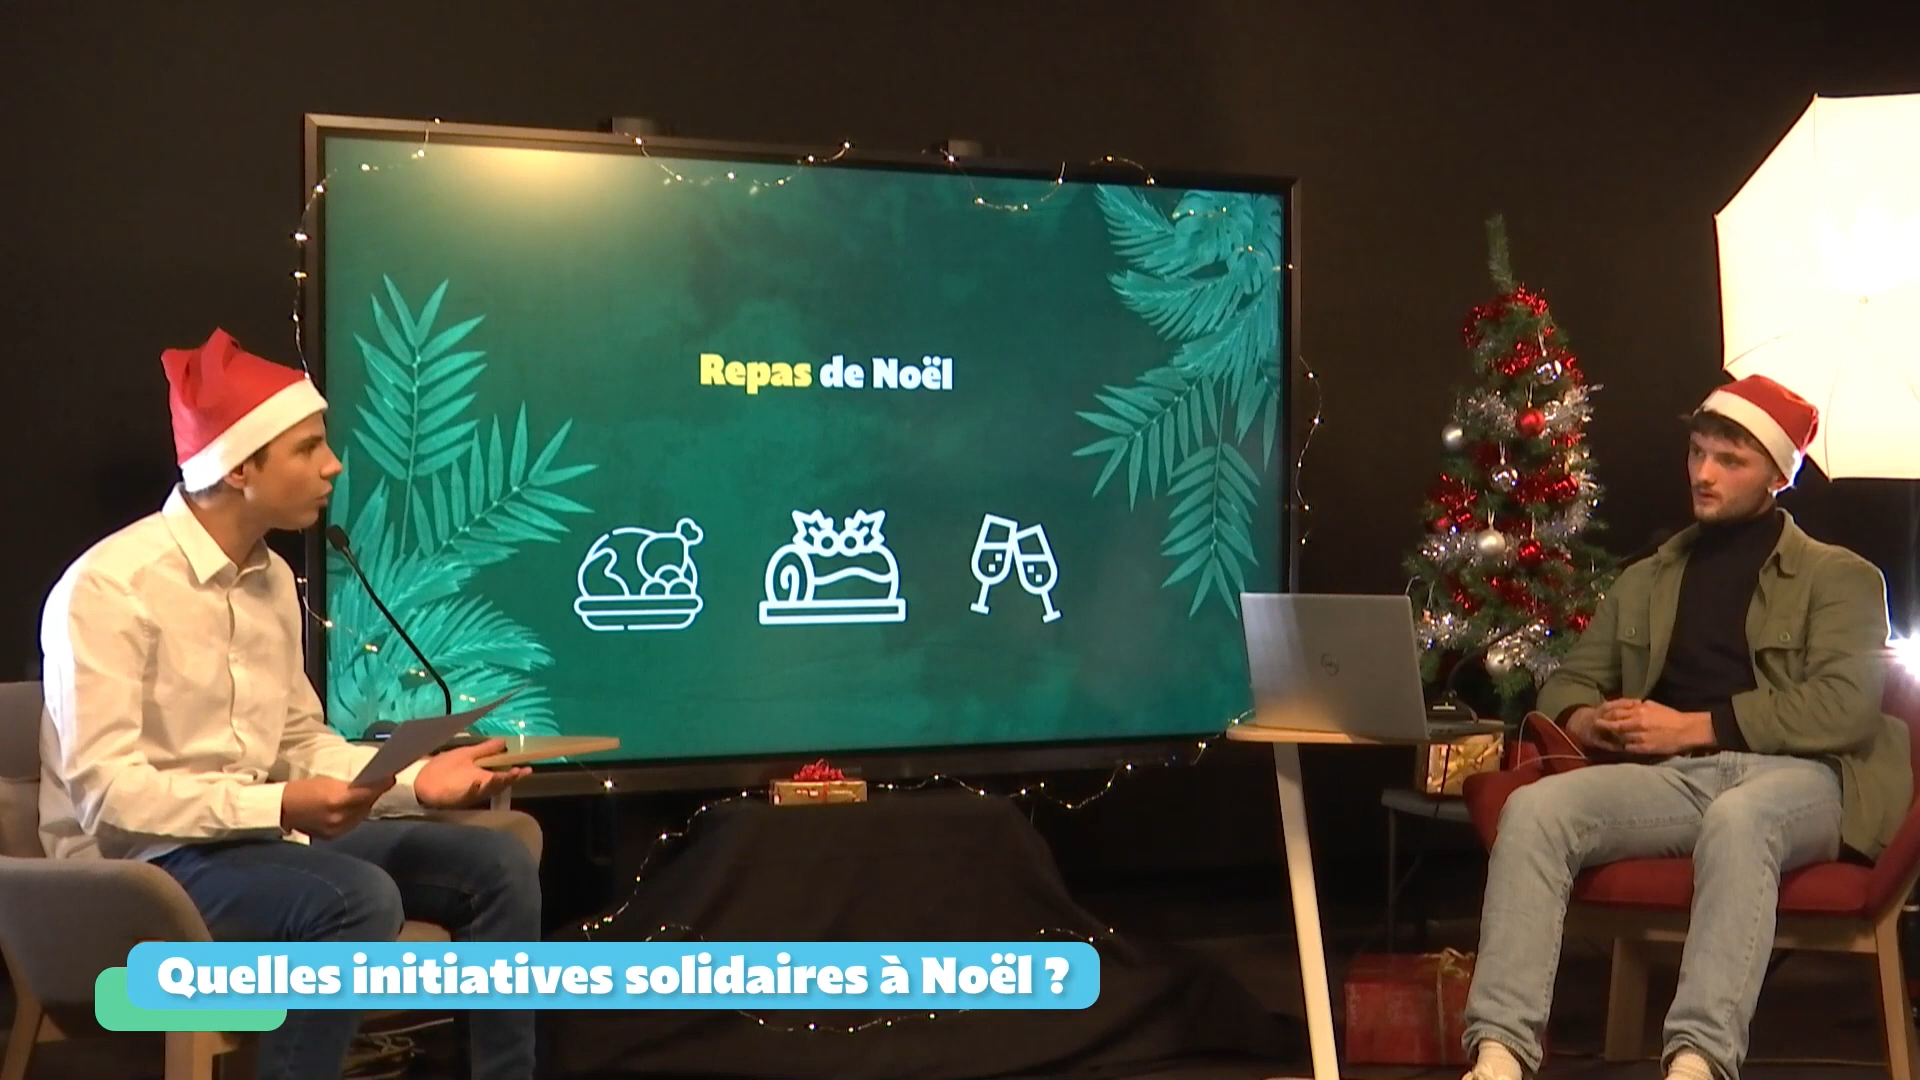 Repas de Noël
Quelles initiatives solidaires à Noël ?